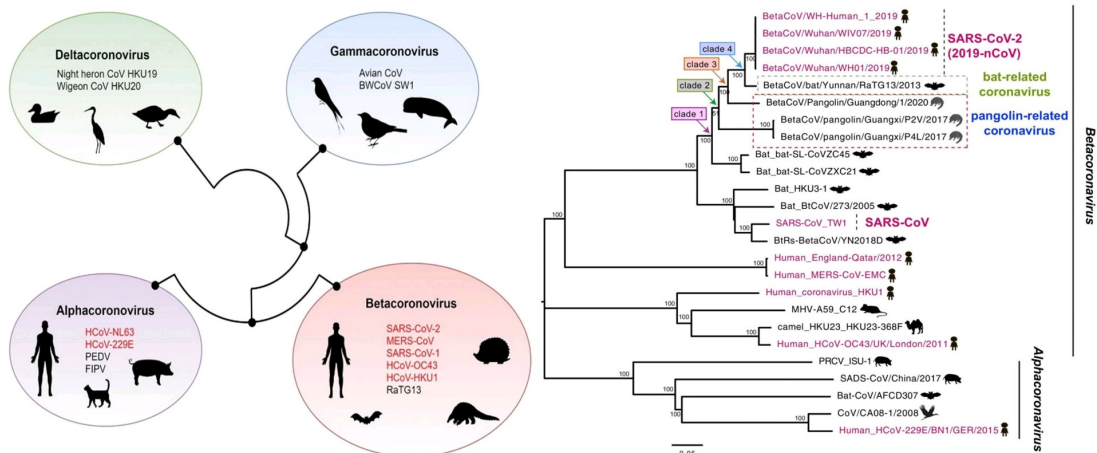 Deltacoronovirus
Night heron CoV HKU19
Wigeon CoV HKU20
Gammacoronovirus
Avian CoV
BWCoV SW1
Alphacoronovirus
HCoV-NL63
HCoV-229E
PEDV
FIPV
Betacoronovirus
SARS-CoV-2
MERS-CoV
SARS-CoV-1
HCoV-OC43
HCoV-HKU1
RaTG13
BetaCoV/WH-Human_1_2019
BetaCoV/Wuhan/WIV07/2019
BetaCoV/Wuhan/HBCDC-HB-01/2019
BetaCoV/Wuhan/WH01/2019
SARS-CoV-2
(2019-nCoV)
BetaCoV/bat/Yunnan/RaTG13/2013
bat-related
coronavirus
BetaCoV/Pangolin/Guangdong/1/2020
BetaCoV/pangolin/Guangxi/P2V/2017
BetaCoV/pangolin/Guangxi/P4L/2017
pangolin-related
coronavirus
clade 4
clade 3
clade 2
clade 1
100
100
100
100
100
Bat_bat-SL-CoVZC45
Bat_bat-SL-CoVZXC21
100
Bat_HKU3-1
Bat_BtCoV/273/2005
SARS-CoV_TW1
SARS-CoV
BtRs-BetaCoV/YN2018D
100
100
100
Human_England-Qatar/2012
Human_MERS-CoV-EMC
100
Human_coronavirus_HKU1
MHV-A59_C12
camel_HKU23_HKU23-368F
Human_HCoV-OC43/UK/London/2011
100
100
100
PRCV_ISU-1
SADS-CoV/China/2017
Bat-CoV/AFCD307
CoV/CA08-1/2008
Human_HCoV-229E/BN1/GER/2015
100
100
100
100
Betacoronavirus
Alphacoronavirus